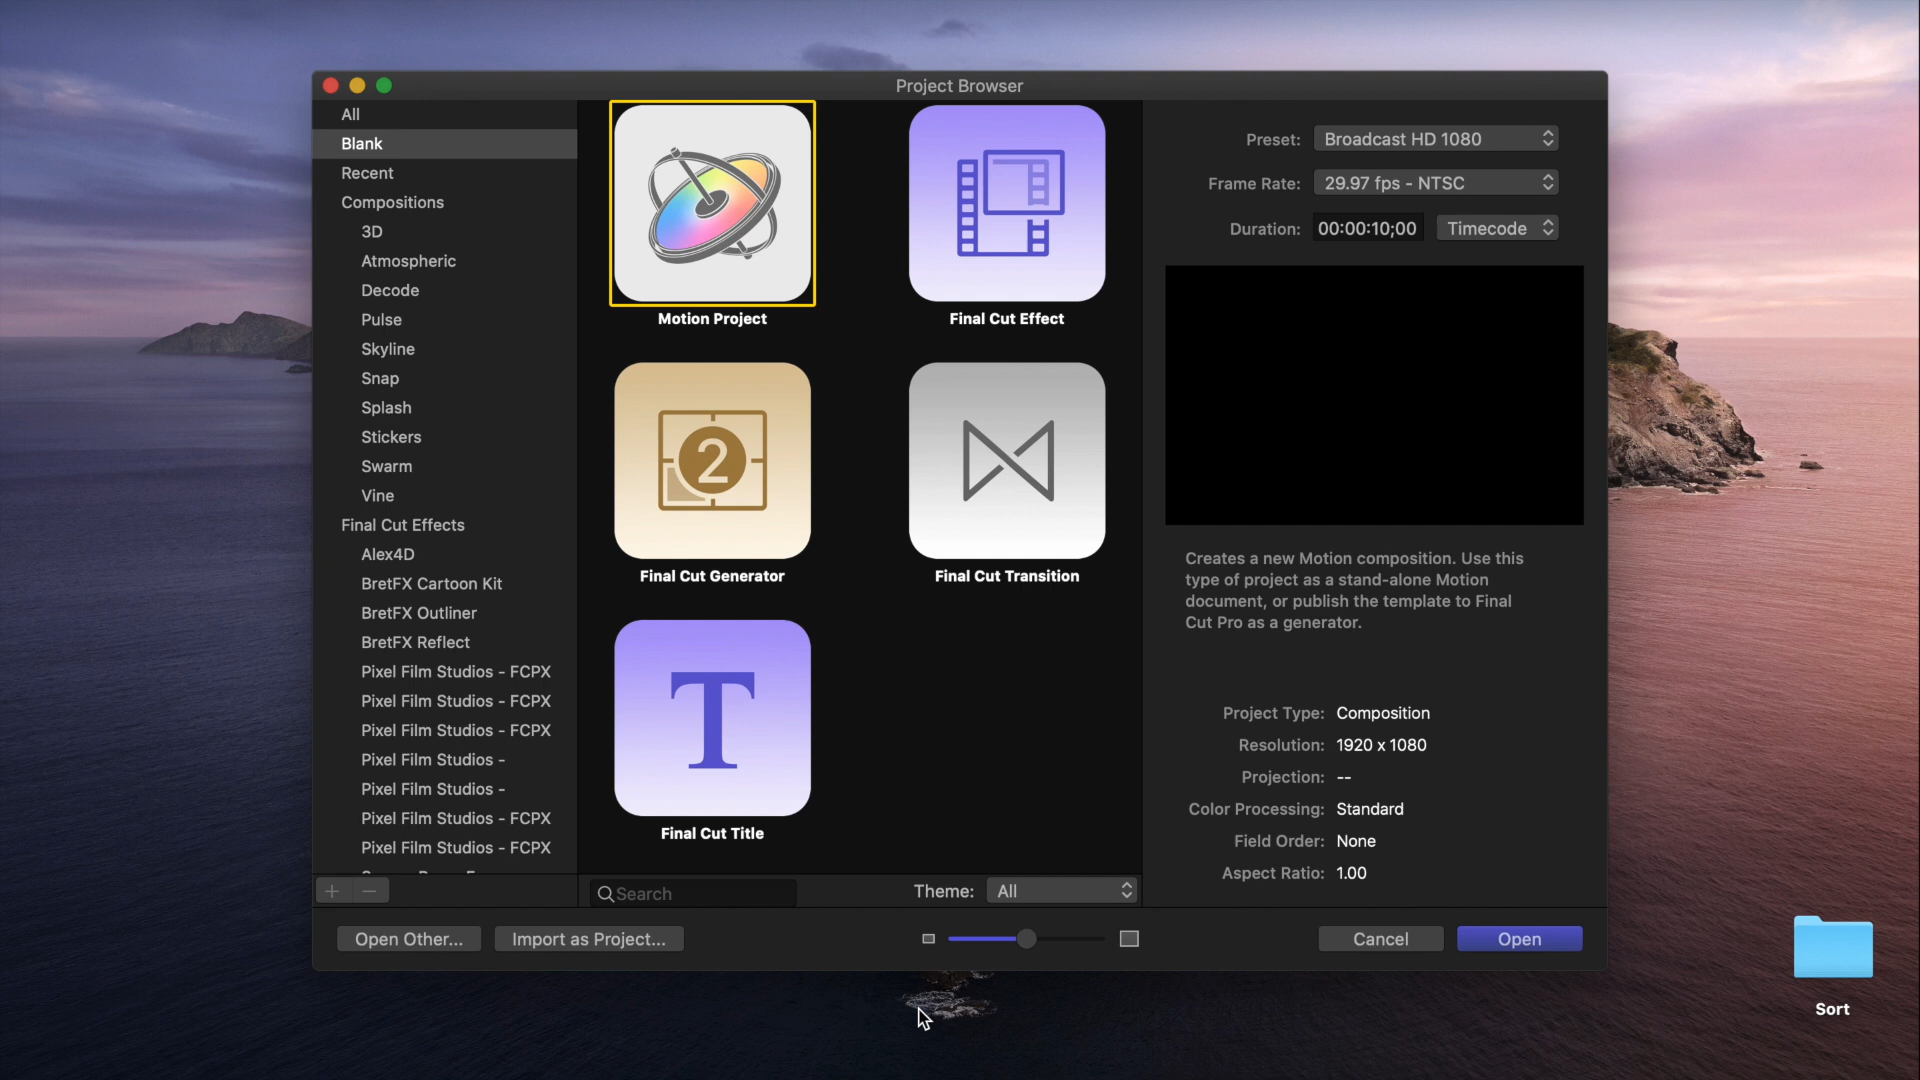 Project Browser
All
Blank
Recent
Compositions
3D
Atmospheric
Decode
Pulse
Skyline
Snap
Splash
Stickers
Swarm
Vine
Final Cut Effects
Alex4D
BretFX Cartoon Kit
BretFX Outliner
BretFX Reflect
Pixel Film Studios - FCPX
Pixel Film Studios - FCPX
Pixel Film Studios - FCPX
Pixel Film Studios -
Pixel Film Studios -
Pixel Film Studios - FCPX
Pixel Film Studios - FCPX
Motion Project
Final Cut Effect
2
Final Cut Generator
Final Cut Transition
T
Final Cut Title
Search
Theme: All
Preset: Broadcast HD 1080
Frame Rate: 29.97 fps - NTSC
Duration: 00:00:10;00 Timecode
Creates a new Motion composition. Use this
type of project as a stand-alone Motion
document, or publish the template to Final
Cut Pro as a generator.
Project Type: Composition
Resolution: 1920 x 1080
Projection: --
Color Processing: Standard
Field Order: None
Aspect Ratio: 1.00
Open Other...
Import as Project...
Cancel
Open
Sort